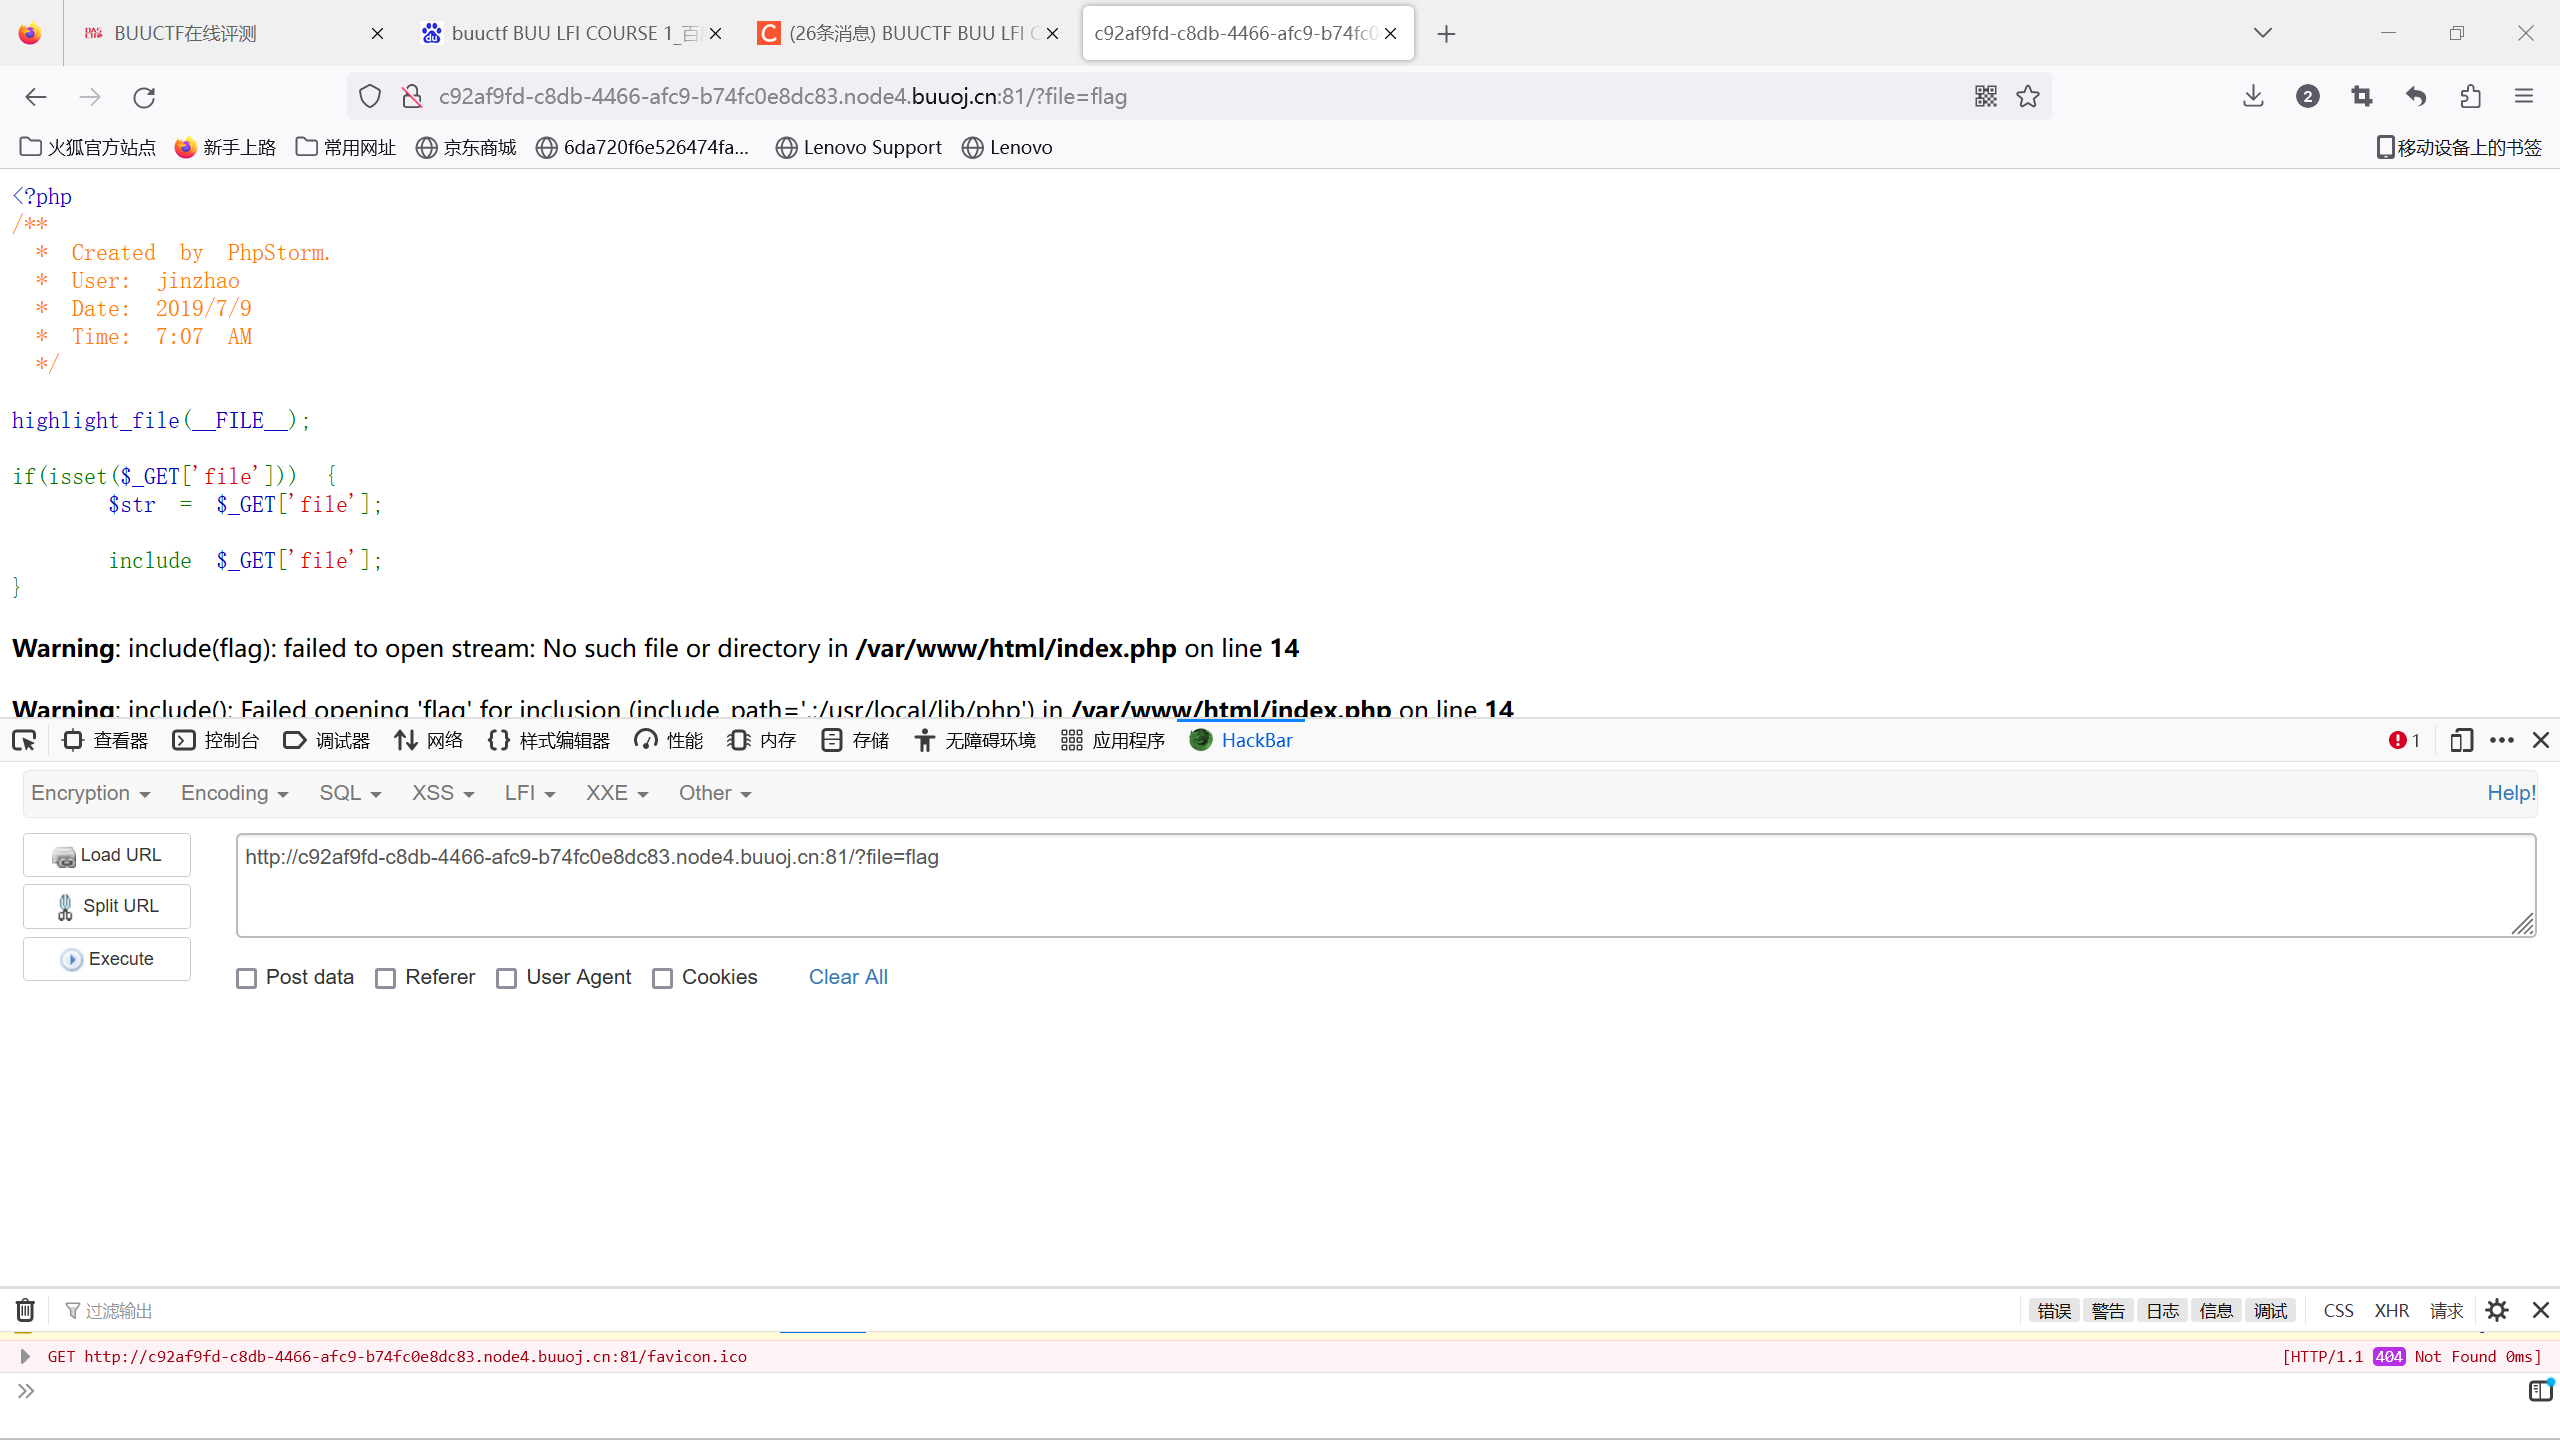 BUUCTF在线评测
buuctf BUU LFI COURSE 1_百
(26条消息) BUUCTF BUU LFI C
c92af9fd-c8db-4466-afc9-b74fc0
c92af9fd-c8db-4466-afc9-b74fc0e8dc83.node4.buuoj.cn:81/?file=flag
2
火狐官方站点 新手上路 常用网址 京东商城 6da720f6e526474fa... Lenovo Support Lenovo 移动设备上的书签
<?php
/**
 * Created by PhpStorm.
 * User: jinzhao
 * Date: 2019/7/9
 * Time: 7:07 AM
 */
highlight_file(__FILE__);
if(isset($_GET['file'])) {
$str = $_GET['file'];
include $_GET['file'];
}
Warning: include(flag): failed to open stream: No such file or directory in /var/www/html/index.php on line 14
Warning: include(): Failed opening 'flag' for inclusion (include_path='.:/usr/local/lib/php') in /var/www/html/index.php on line 14
查看器 控制台 调试器 网络 样式编辑器 性能 内存 存储 无障碍环境 应用程序 HackBar 1
Encryption Encoding SQL XSS LFI XXE Other Help!
Load URL
http://c92af9fd-c8db-4466-afc9-b74fc0e8dc83.node4.buuoj.cn:81/?file=flag
Split URL
Execute
Post data Referer User Agent Cookies Clear All
过滤输出 错误 警告 日志 信息 调试 CSS XHR 请求
GET http://c92af9fd-c8db-4466-afc9-b74fc0e8dc83.node4.buuoj.cn:81/favicon.ico [HTTP/1.1 404 Not Found 0ms]